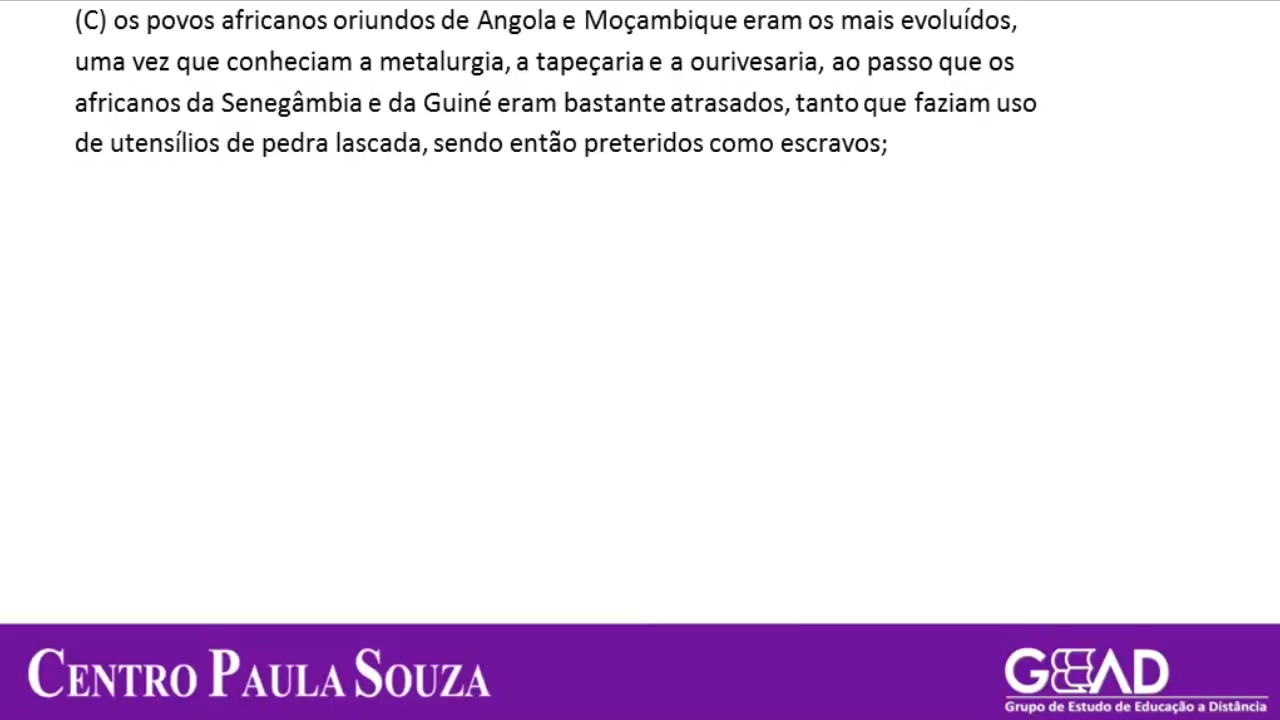 (C) os povos africanos oriundos de Angola e Moçambique eram os mais evoluídos,
uma vez que conheciam a metalurgia, a tapeçaria e a ourivesaria, ao passo que os
africanos da Senegâmbia e da Guiné eram bastante atrasados, tanto que faziam uso
de utensílios de pedra lascada, sendo então preteridos como escravos;
CENTRO PAULA SOUZA
GEEAD
Grupo de Estudo de Educação a Distância